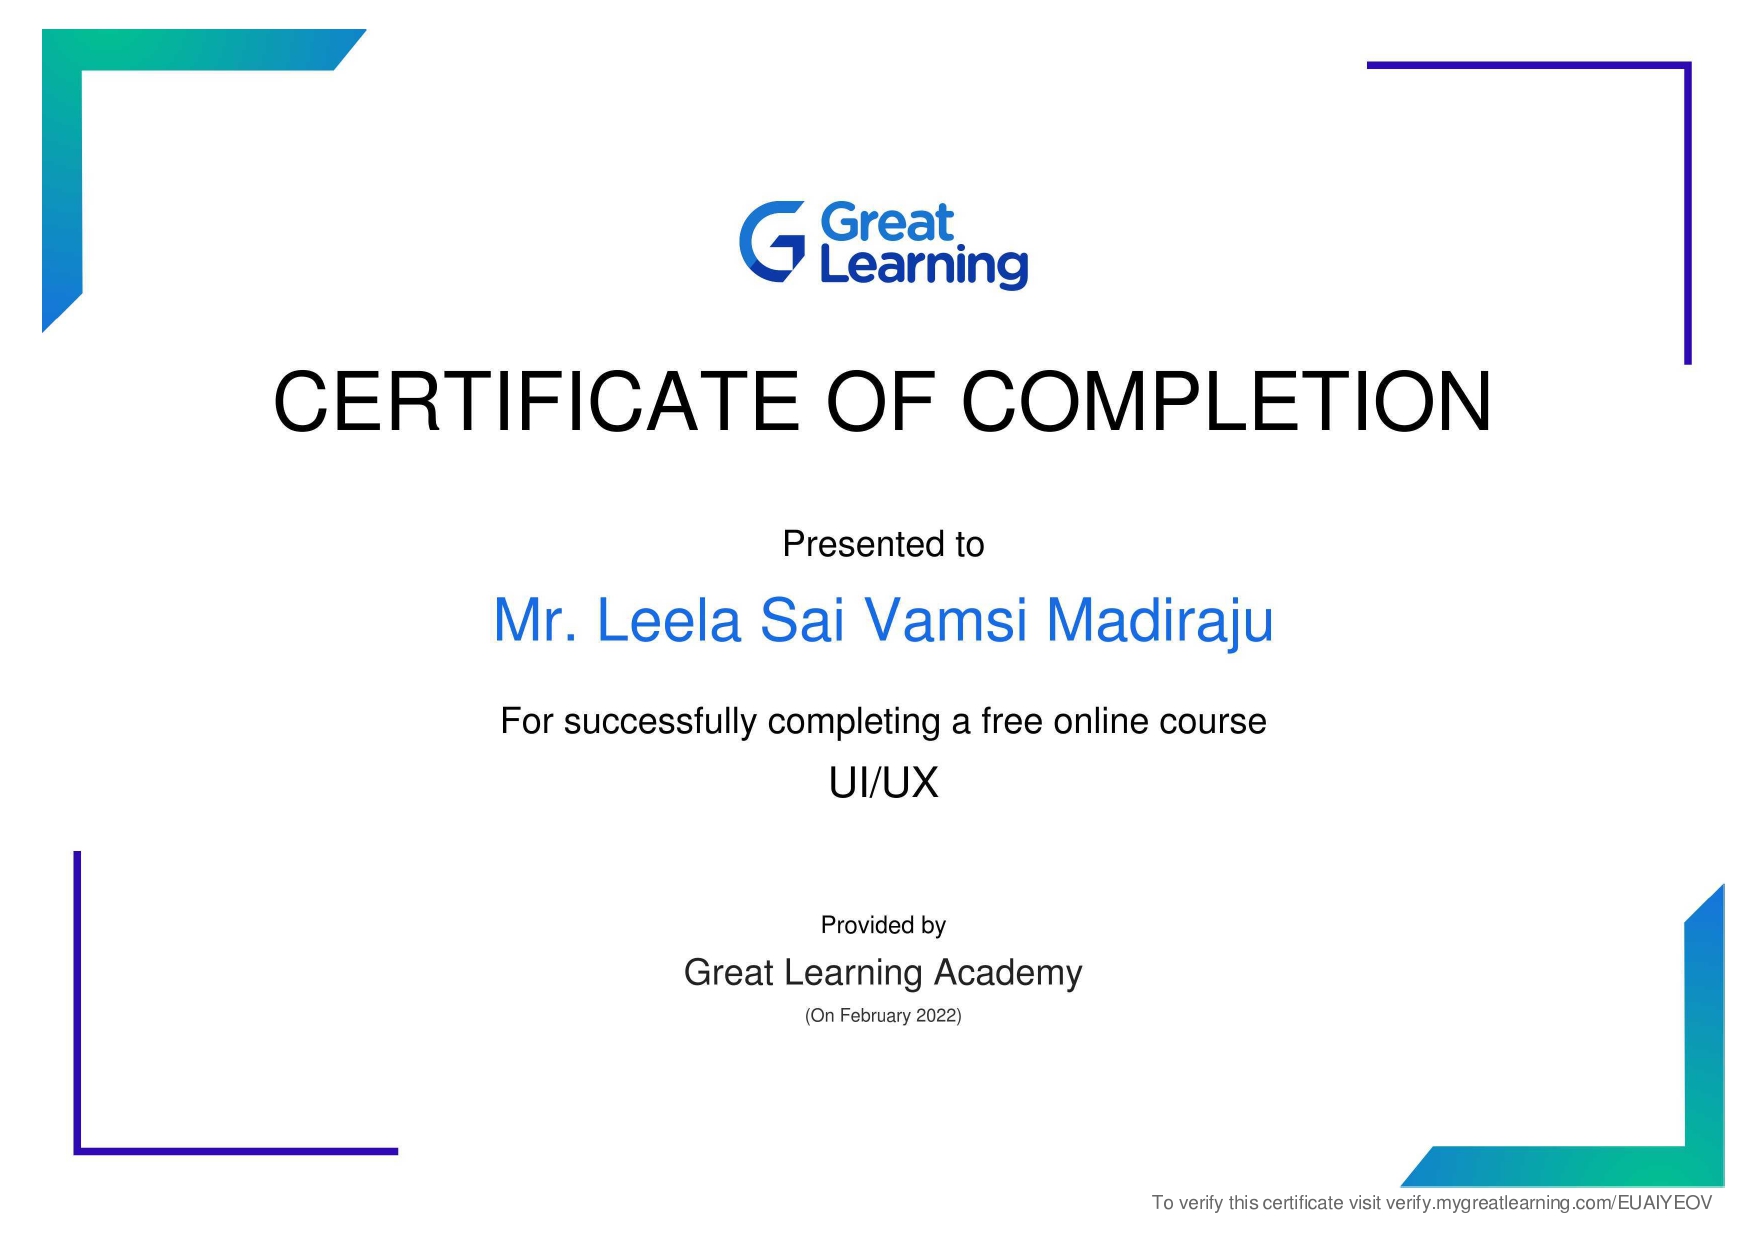 Great
Learning
CERTIFICATE OF COMPLETION
Presented to
Mr. Leela Sai Vamsi Madiraju
For successfully completing a free online course
UI/UX
Provided by
Great Learning Academy
(On February 2022)
To verify this certificate visit verify.mygreatlearning.com/EUAIYEOV